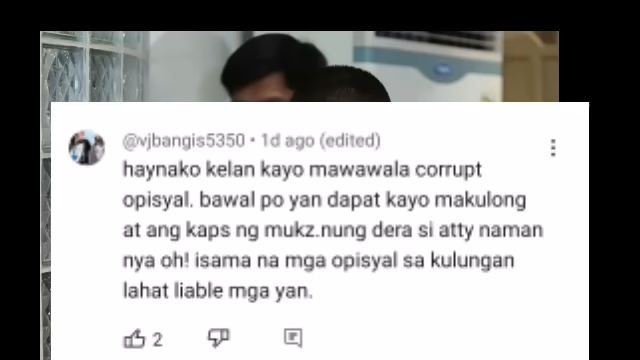 @vjbangis5350 • 1d ago (edited)
haynako kelan kayo mawawala corrupt
opisyal. bawal po yan dapat kayo makulong
at ang kaps ng mukz.nung dera si atty naman
nya oh! isama na mga opisyal sa kulungan
lahat liable mga yan.
2